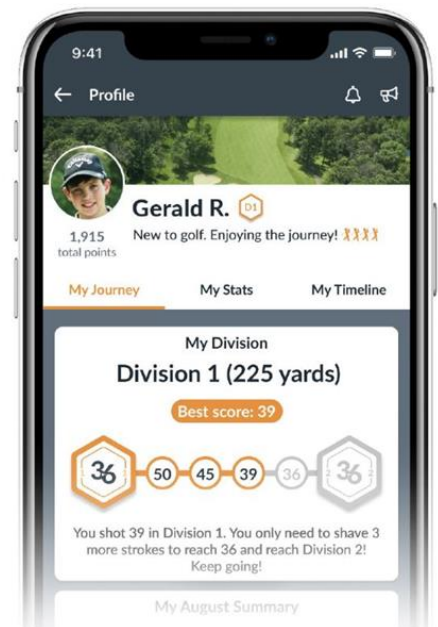 9:41
Profile
Gerald R. D1
1,915
total points
New to golf. Enjoying the journey!
My Journey My Stats My Timeline
My Division
Division 1 (225 yards)
Best score: 39
36 50 45 39 36 36
You shot 39 in Division 1. You only need to shave 3
more strokes to reach 36 and reach Division 2!
Keep going!
My August Summary